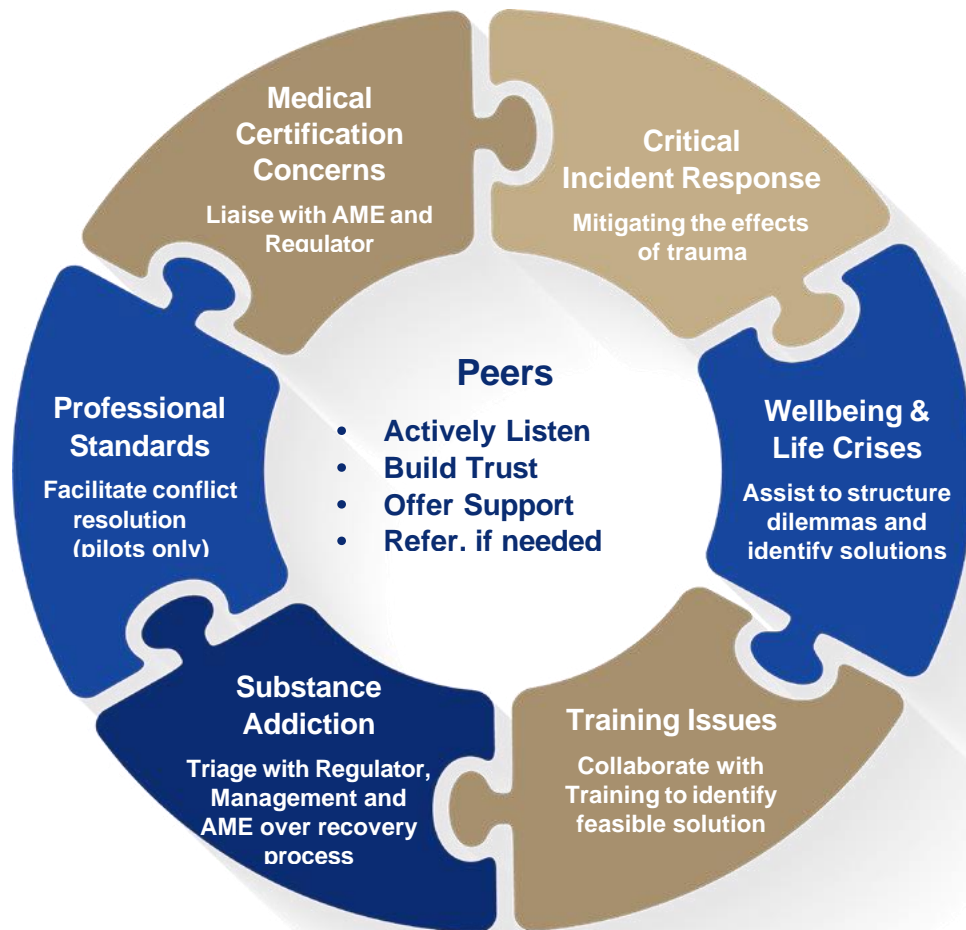 Medical
Certification
Concerns
Liaise with AME and
Regulator
Critical
Incident Response
Mitigating the effects
of trauma
Professional
Standards
Facilitate conflict
resolution
(pilots only)
Peers
• Actively Listen
• Build Trust
• Offer Support
• Refer, if needed
Wellbeing &
Life Crises
Assist to structure
dilemmas and
identify solutions
Substance
Addiction
Triage with Regulator,
Management and
AME over recovery
process
Training Issues
Collaborate with
Training to identify
feasible solution